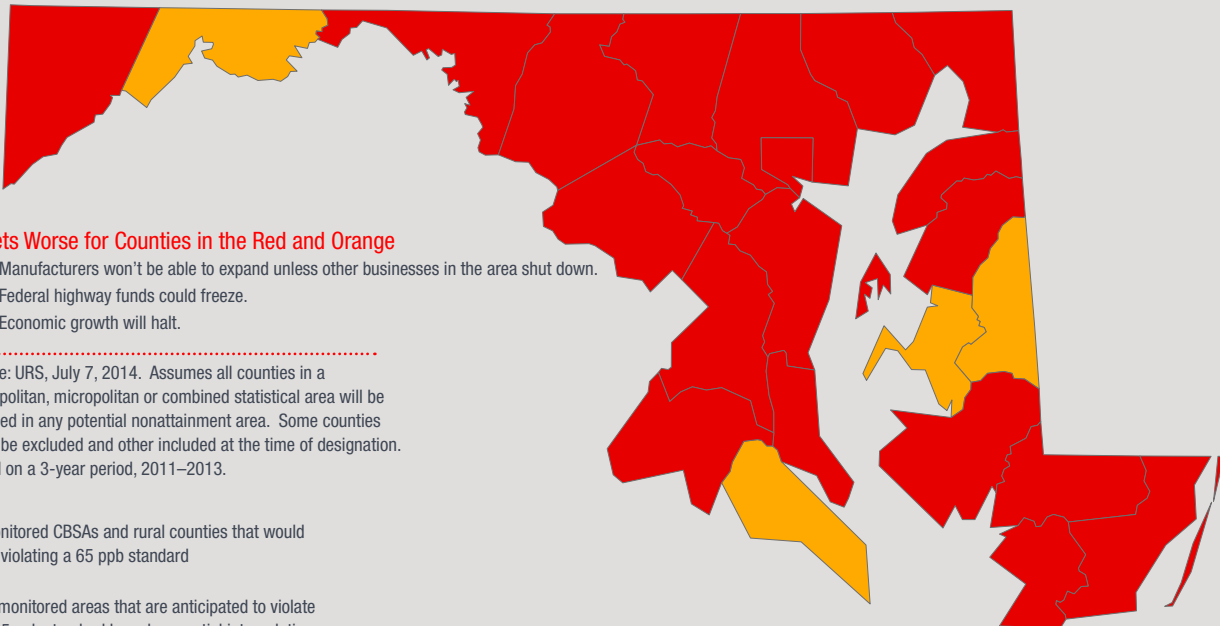 ets Worse for Counties in the Red and Orange
Manufacturers won’t be able to expand unless other businesses in the area shut down.
Federal highway funds could freeze.
Economic growth will halt.
e: URS, July 7, 2014. Assumes all counties in a
politan, micropolitan or combined statistical area will be
ed in any potential nonattainment area. Some counties
be excluded and other included at the time of designation.
d on a 3-year period, 2011–2013.
nitored CBSAs and rural counties that would
violating a 65 ppb standard
monitored areas that are anticipated to violate